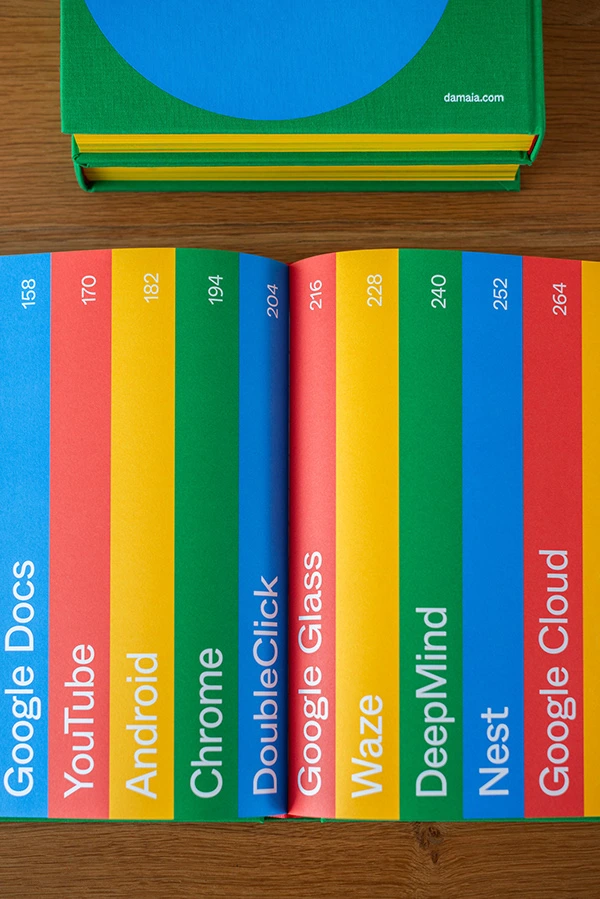 damaia.com
158
Google Docs
170
YouTube
182
Android
194
Chrome
204
DoubleClick
216
Google Glass
228
Waze
240
DeepMind
252
Nest
264
Google Cloud